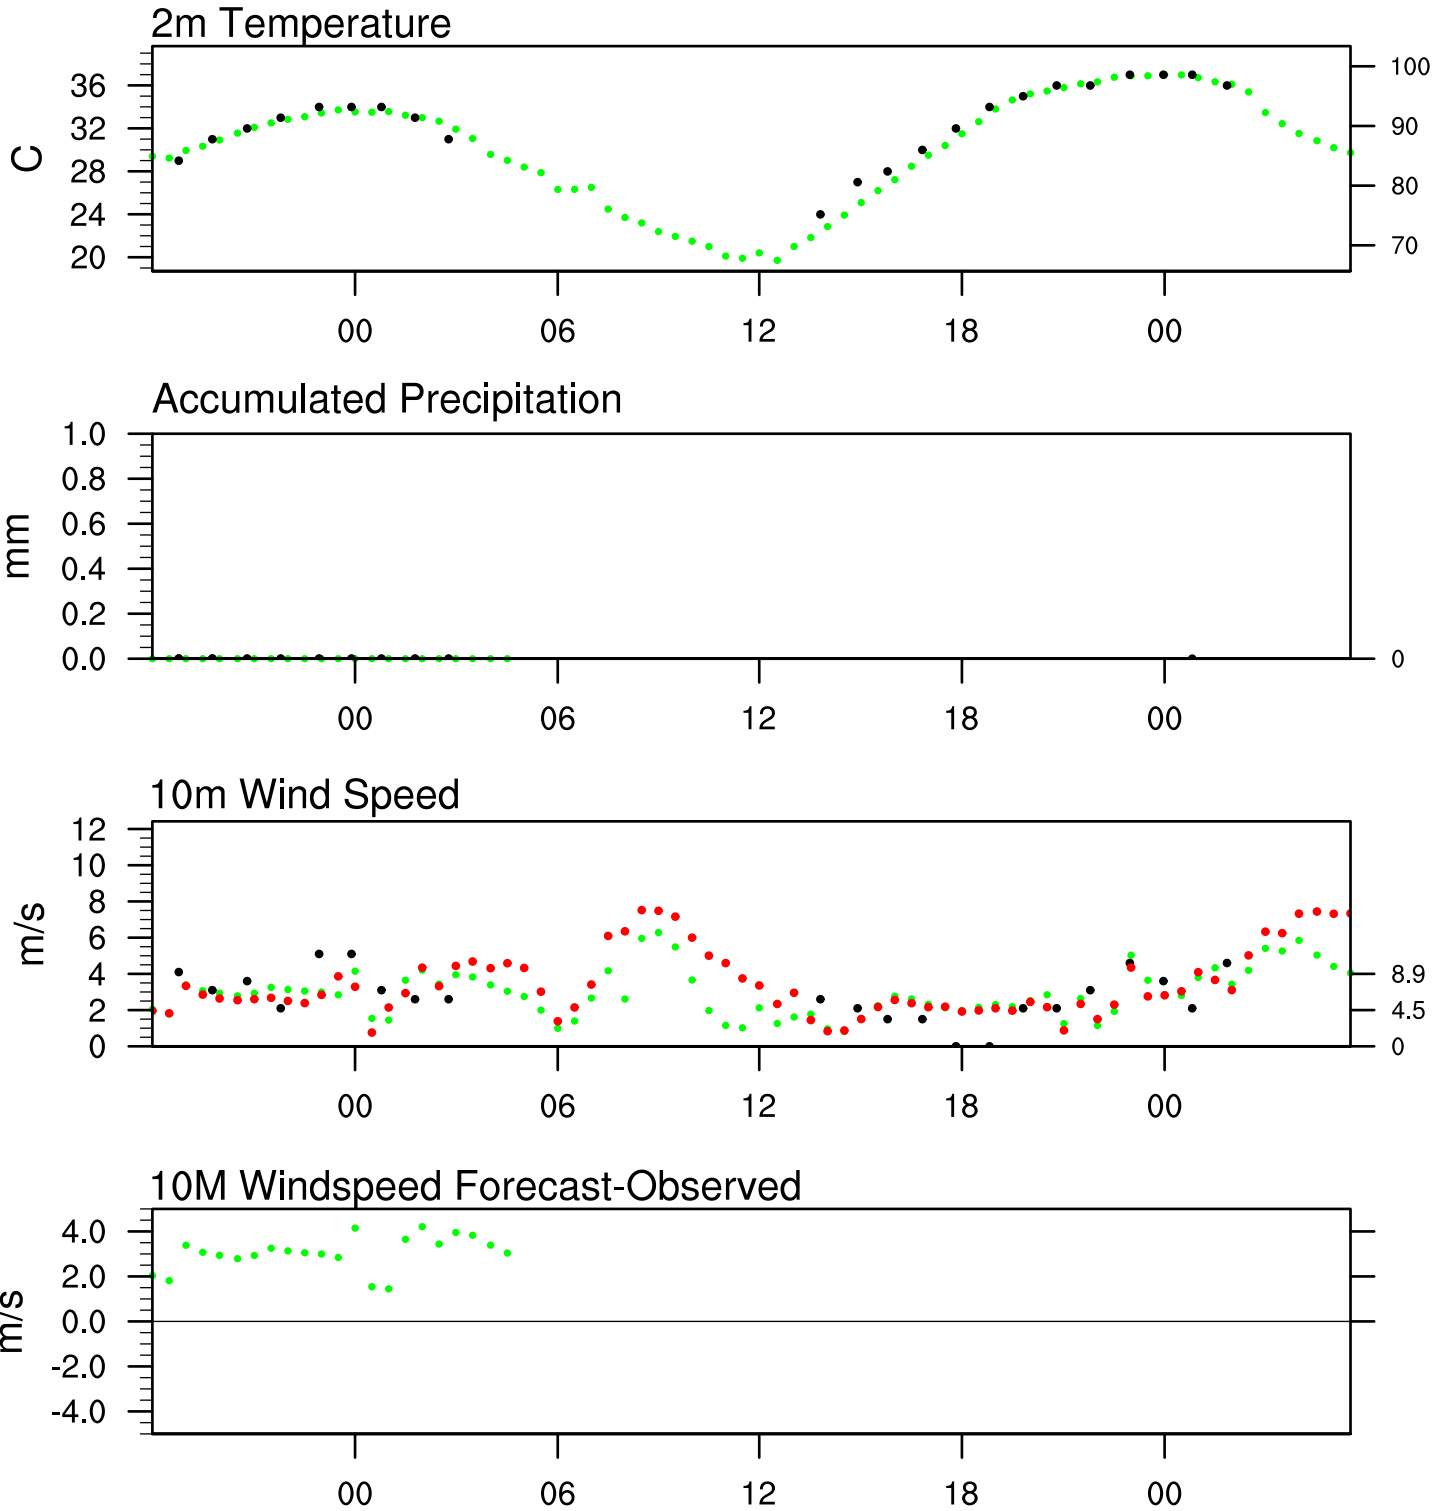 2m Temperature
36
32
28
24
20
C
100
90
80
70
00 06 12 18 00
Accumulated Precipitation
1.0
0.8
0.6
0.4
0.2
0.0
mm
0
00 06 12 18 00
10m Wind Speed
12
10
8
6
4
2
0
m/s
8.9
4.5
0
00 06 12 18 00
10M Windspeed Forecast-Observed
4.0
2.0
0.0
-2.0
-4.0
m/s
00 06 12 18 00